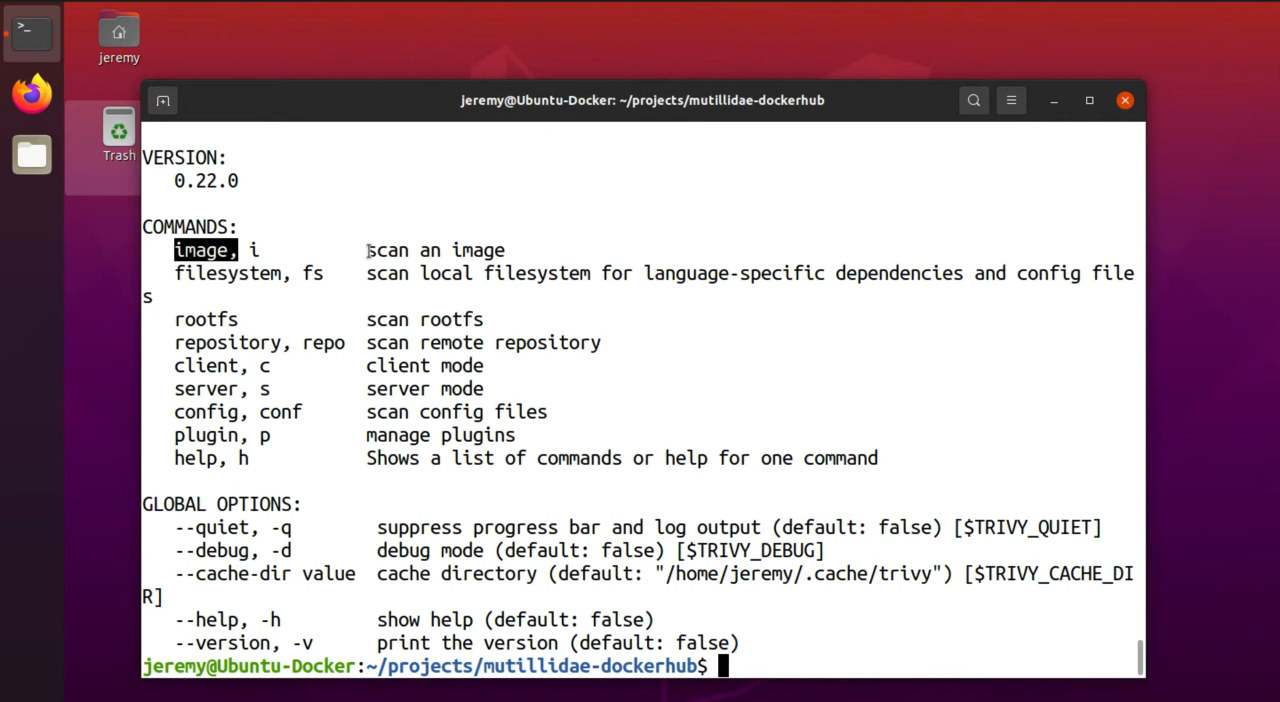 >_
jeremy
Trash
jeremy@Ubuntu-Docker: ~/projects/mutillidae-dockerhub
VERSION:
0.22.0
COMMANDS:
image, i scan an image
filesystem, fs scan local filesystem for language-specific dependencies and config file
s
rootfs scan rootfs
repository, repo scan remote repository
client, c client mode
server, s server mode
config, conf scan config files
plugin, p manage plugins
help, h Shows a list of commands or help for one command
GLOBAL OPTIONS:
--quiet, -q suppress progress bar and log output (default: false) [$TRIVY_QUIET]
--debug, -d debug mode (default: false) [$TRIVY_DEBUG]
--cache-dir value cache directory (default: "/home/jeremy/.cache/trivy") [$TRIVY_CACHE_DI
R]
--help, -h show help (default: false)
--version, -v print the version (default: false)
jeremy@Ubuntu-Docker:~/projects/mutillidae-dockerhub$